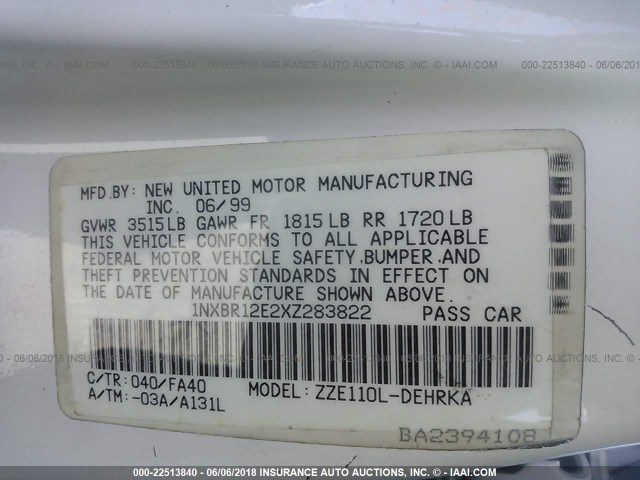 000-22513840 - 06/06/2018 INSURANCE AUTO AUCTIONS, INC. © - IAAI.COM
MFD.BY: NEW UNITED MOTOR MANUFACTURING
INC. 06/99
GVWR 3515LB GAWR FR 1815LB RR 1720LB
THIS VEHICLE CONFORMS TO ALL APPLICABLE
FEDERAL MOTOR VEHICLE SAFETY,BUMPER,AND
THEFT PREVENTION STANDARDS IN EFFECT ON
THE DATE OF MANUFACTURE SHOWN ABOVE.
1NXBR12E2XZ283822 PASS CAR
C/TR: 040/FA40 MODEL: ZZE110L-DEHRKA
A/TM: -03A/A131L
BA2394108
000-22513840 - 06/06/2018 INSURANCE AUTO AUCTIONS, INC. © - IAAI.COM